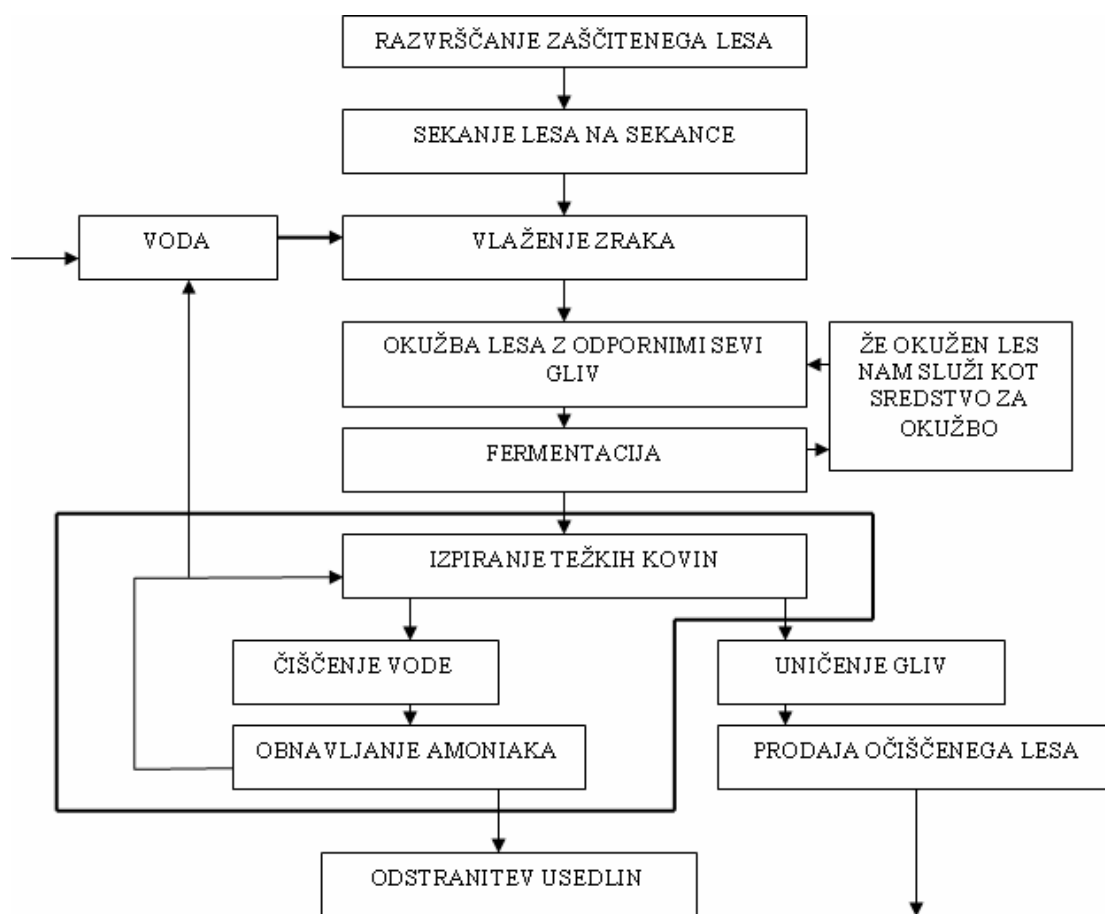 RAZVRŠČANJE ZAŠČITENEGA LESA
SEKANJE LESA NA SEKANCE
VODA
VLAŽENJE ZRAKA
OKUŽBA LESA Z ODPORNIMI SEVI
GLIV
ŽE OKUŽEN LES
NAM SLUŽI KOT
SREDSTVO ZA
OKUŽBO
FERMENTACIJA
IZPIRANJE TEŽKIH KOVIN
ČIŠČENJE VODE
UNIČENJE GLIV
OBNAVLJANJE AMONIAKA
PRODAJA OČIŠČENEGA LESA
ODSTRANITEV USEDLIN